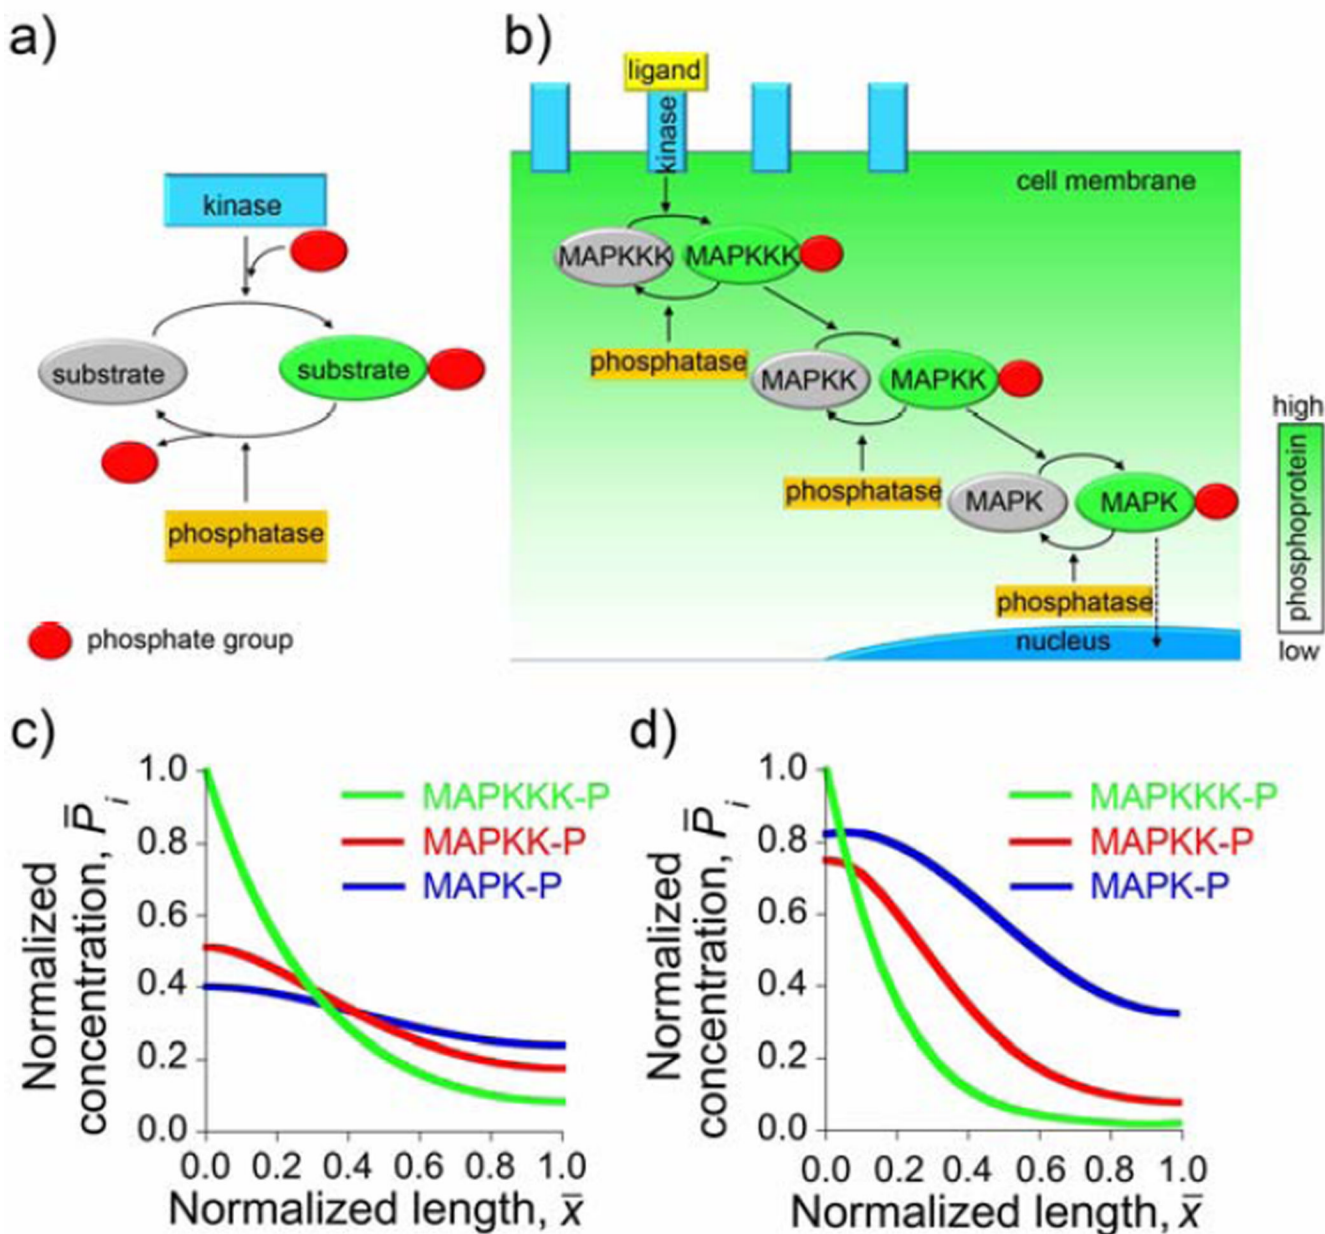 a)
kinase
substrate
substrate
phosphatase
phosphate group
b)
ligand
kinase
cell membrane
MAPKKK
MAPKKK
phosphatase
MAPKK
MAPKK
phosphatase
MAPK
MAPK
phosphatase
nucleus
high
phosphoprotein
low
c)
Normalized
concentration, P̅i
1.0
0.8
0.6
0.4
0.2
0.0
MAPKKK-P
MAPKK-P
MAPK-P
0.0 0.2 0.4 0.6 0.8 1.0
Normalized length, x̅
d)
Normalized
concentration, P̅i
1.0
0.8
0.6
0.4
0.2
0.0
MAPKKK-P
MAPKK-P
MAPK-P
0.0 0.2 0.4 0.6 0.8 1.0
Normalized length, x̅